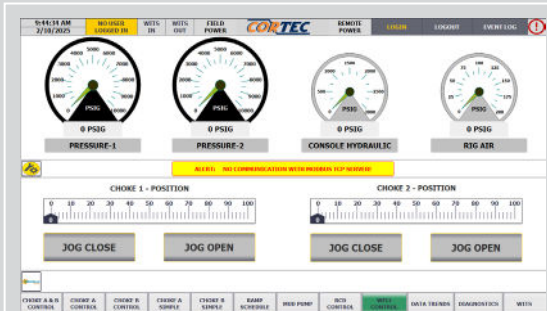 9:44:34 AM
2/10/2025
NO USER
LOGGED IN
WITS
IN
WITS
OUT
FIELD
POWER
CORTEC
REMOTE
POWER
LOGIN
LOGOUT
EVENT LOG
PSIG
PSIG
PSIG
PSIG
0 PSIG
0 PSIG
0 PSIG
0 PSIG
PRESSURE-1
PRESSURE-2
CONSOLE HYDRAULIC
RIG AIR
ALERT: NO COMMUNICATION WITH MODBUS TCP SERVER!
CHOKE 1 - POSITION
CHOKE 2 - POSITION
0 10 20 30 40 50 60 70 80 90 100
0 10 20 30 40 50 60 70 80 90 100
0
0
JOG CLOSE
JOG OPEN
JOG CLOSE
JOG OPEN
CHOKE A & B
CONTROL
CHOKE A
CONTROL
CHOKE B
CONTROL
CHOKE A
SIMPLE
CHOKE B
SIMPLE
RAMP
SCHEDULE
MUD PUMP
BCD
CONTROL
WELL
CONTROL
DATA TRENDS
DIAGNOSTICS
WITS